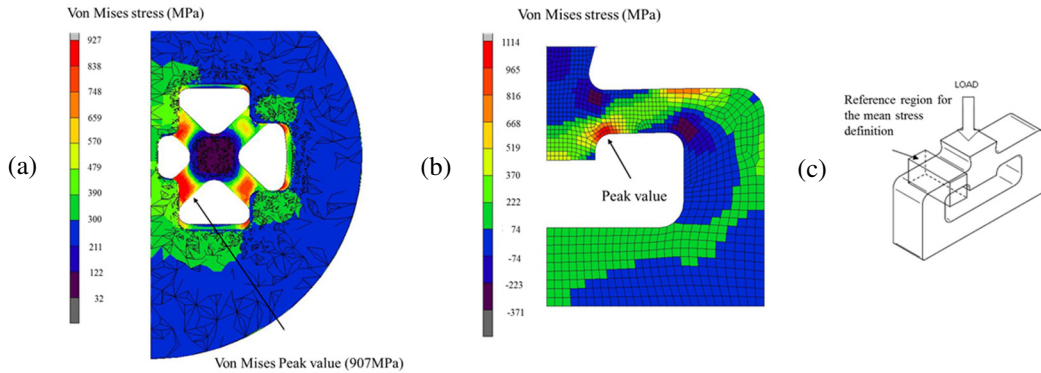 Von Mises stress (MPa)
927
838
748
659
570
479
390
300
211
122
32
(a)
Von Mises Peak value (907MPa)
Von Mises stress (MPa)
1114
965
816
668
519
370
222
74
-74
-223
-371
(b)
Peak value
(c)
LOAD
Reference region for
the mean stress
definition